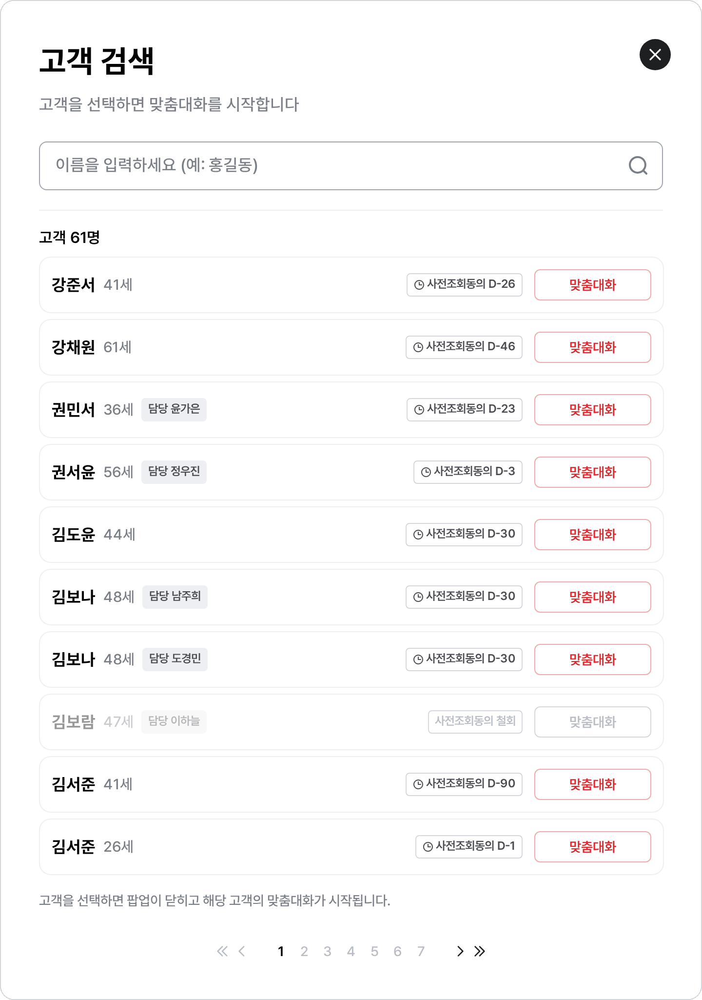 고객 검색
고객을 선택하면 맞춤대화를 시작합니다
이름을 입력하세요 (예: 홍길동)
고객 61명
강준서 41세 사전조회동의 D-26 맞춤대화
강채원 61세 사전조회동의 D-46 맞춤대화
권민서 36세 담당 윤가은 사전조회동의 D-23 맞춤대화
권서윤 56세 담당 정우진 사전조회동의 D-3 맞춤대화
김도윤 44세 사전조회동의 D-30 맞춤대화
김보나 48세 담당 남주희 사전조회동의 D-30 맞춤대화
김보나 48세 담당 도경민 사전조회동의 D-30 맞춤대화
김보람 47세 담당 이하늘 사전조회동의 철회 맞춤대화
김서준 41세 사전조회동의 D-90 맞춤대화
김서준 26세 사전조회동의 D-1 맞춤대화
고객을 선택하면 팝업이 닫히고 해당 고객의 맞춤대화가 시작됩니다.
1 2 3 4 5 6 7